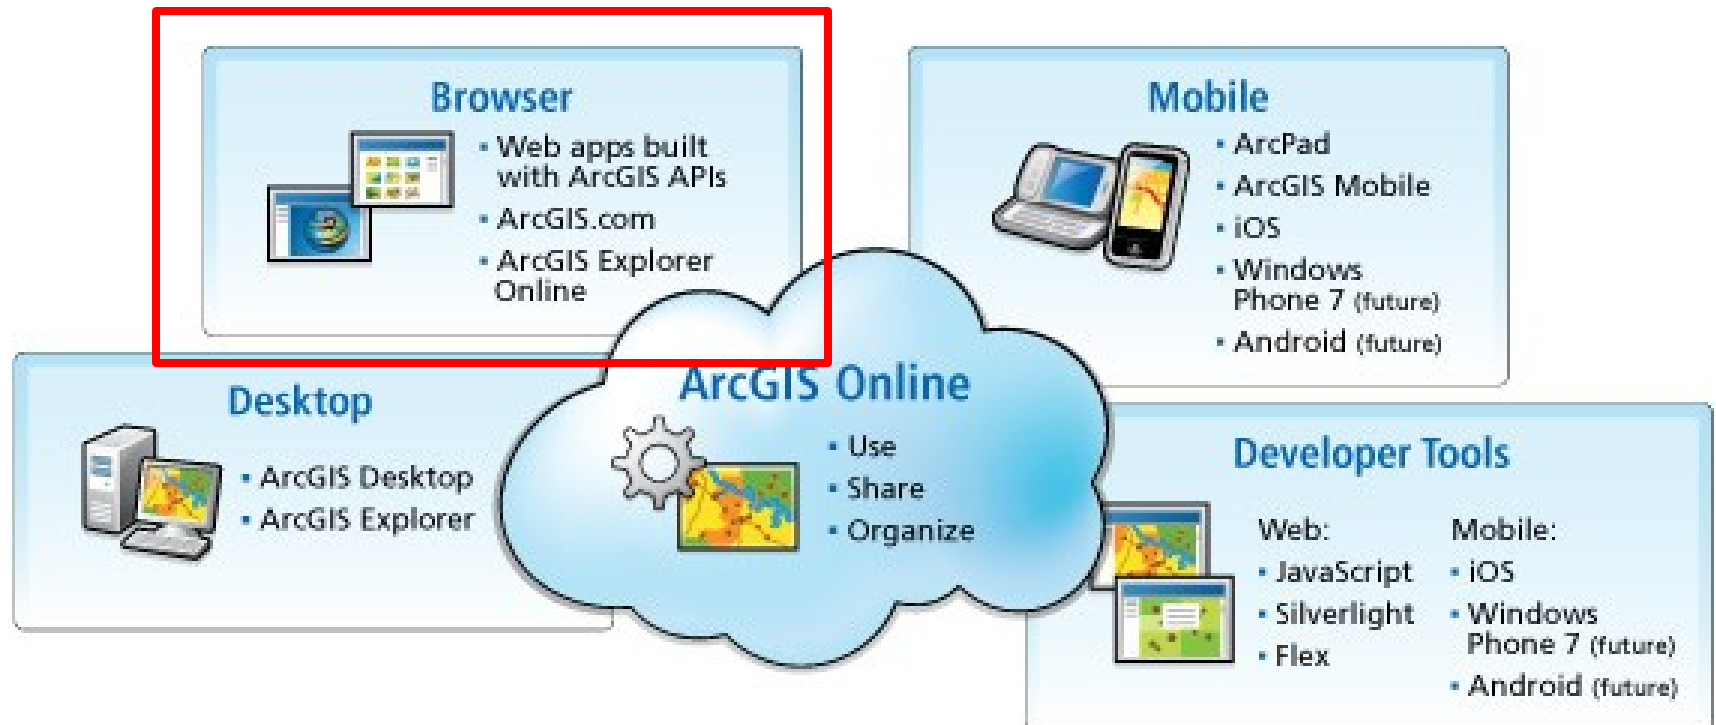 Browser
• Web apps built
with ArcGIS APIs
• ArcGIS.com
• ArcGIS Explorer
Online
Mobile
• ArcPad
• ArcGIS Mobile
• iOS
• Windows
Phone 7 (future)
• Android (future)
Desktop
• ArcGIS Desktop
• ArcGIS Explorer
ArcGIS Online
• Use
• Share
• Organize
Developer Tools
Web:
• JavaScript
• Silverlight
• Flex
Mobile:
• iOS
• Windows
Phone 7 (future)
• Android (future)